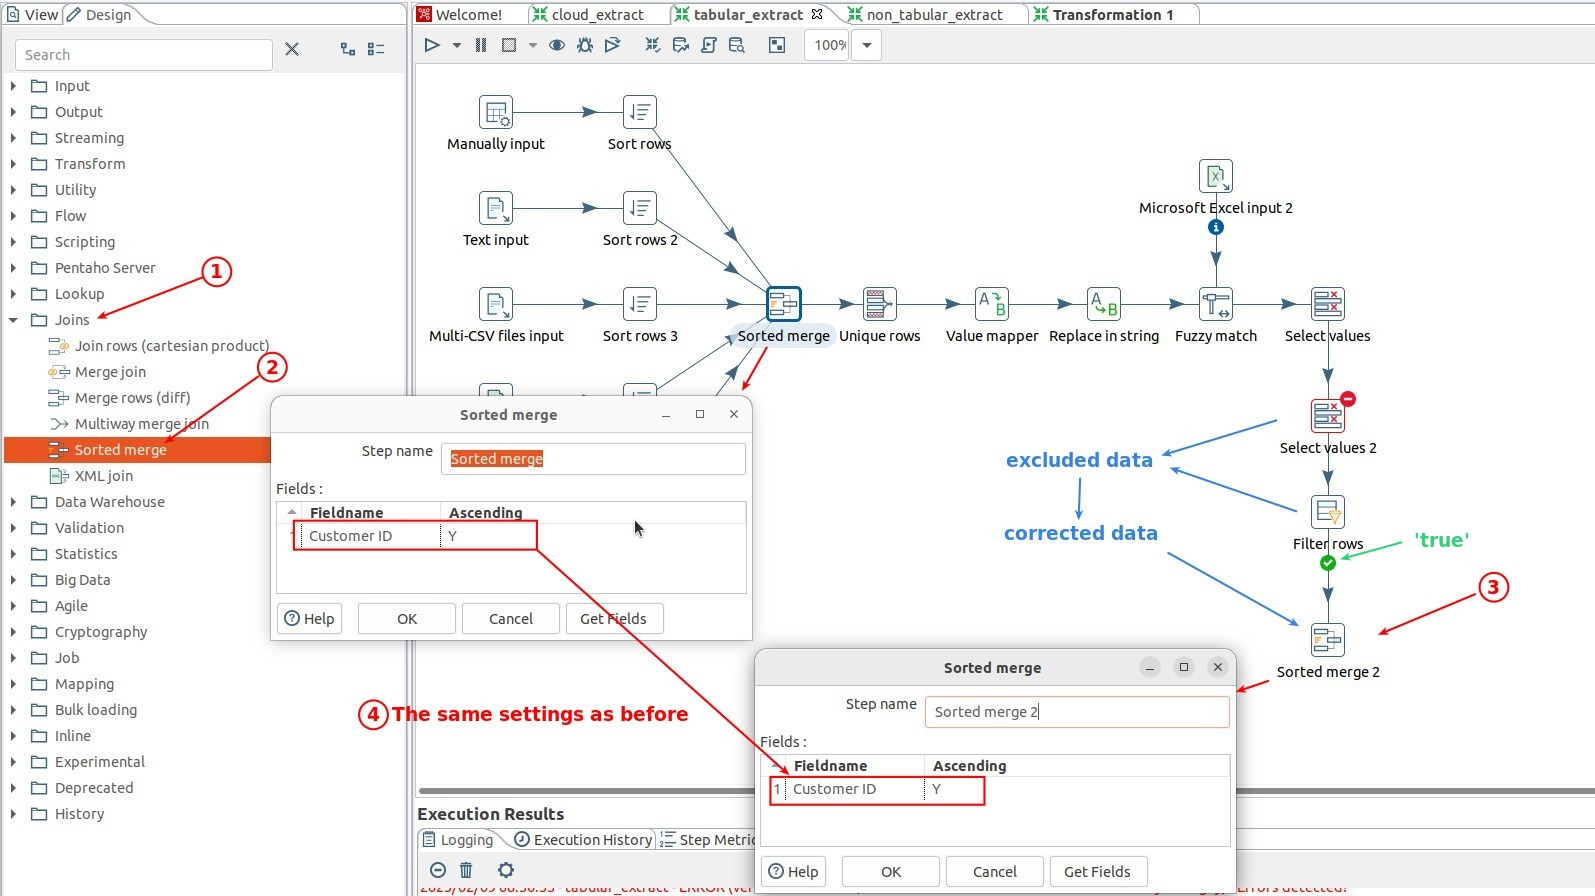 View
Design
Search
Input
Output
Streaming
Transform
Utility
Flow
Scripting
Pentaho Server
Lookup
Joins
Join rows (cartesian product)
Merge join
Merge rows (diff)
Multiway merge join
Sorted merge
XML join
Data Warehouse
Validation
Statistics
Big Data
Agile
Cryptography
Job
Mapping
Bulk loading
Inline
Experimental
Deprecated
History
1
2
Welcome!
cloud_extract
tabular_extract
non_tabular_extract
Transformation 1
100%
Manually input
Sort rows
Text input
Sort rows 2
Multi-CSV files input
Sort rows 3
Sorted merge
Unique rows
Value mapper
Replace in string
Fuzzy match
Select values
Microsoft Excel input 2
Select values 2
Filter rows
Sorted merge 2
excluded data
corrected data
'true'
3
Sorted merge
Step name
Sorted merge
Fields :
Fieldname Ascending
Customer ID Y
Help
OK
Cancel
Get Fields
4 The same settings as before
Sorted merge
Step name
Sorted merge 2
Fields :
Fieldname Ascending
1 Customer ID Y
Help
OK
Cancel
Get Fields
Execution Results
Logging
Execution History
Step Metric